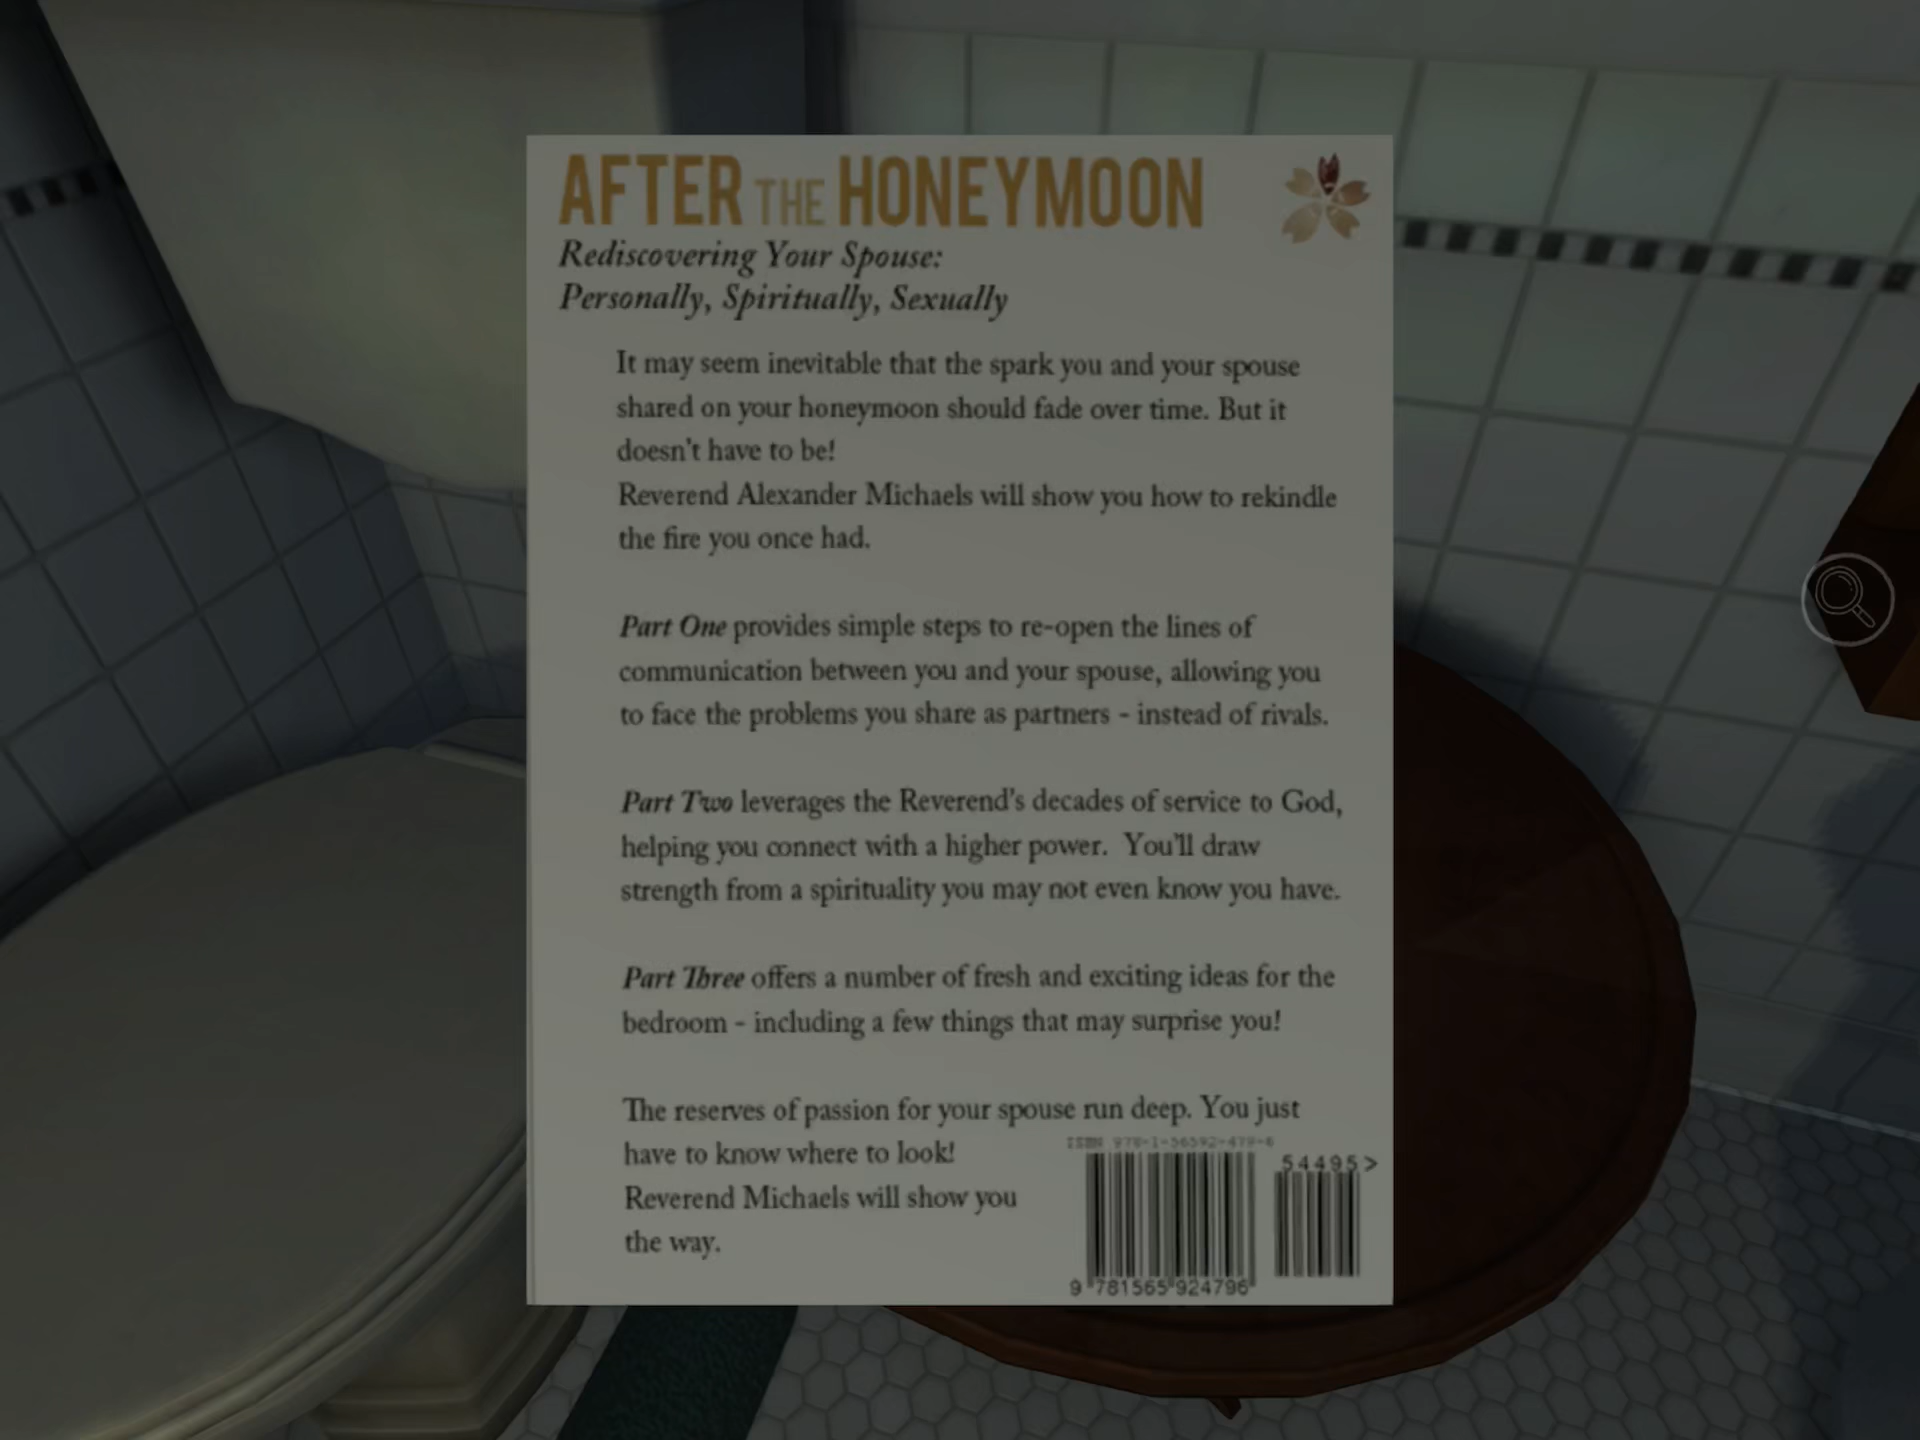 AFTER THE HONEYMOON
Rediscovering Your Spouse:
Personally, Spiritually, Sexually
It may seem inevitable that the spark you and your spouse
shared on your honeymoon should fade over time. But it
doesn't have to be!
Reverend Alexander Michaels will show you how to rekindle
the fire you once had.
Part One provides simple steps to re-open the lines of
communication between you and your spouse, allowing you
to face the problems you share as partners - instead of rivals.
Part Two leverages the Reverend's decades of service to God,
helping you connect with a higher power. You'll draw
strength from a spirituality you may not even know you have.
Part Three offers a number of fresh and exciting ideas for the
bedroom - including a few things that may surprise you!
The reserves of passion for your spouse run deep. You just
have to know where to look!
Reverend Michaels will show you
the way.
ISBN 978-1-56592-479-6
54495>
9 781565 924796